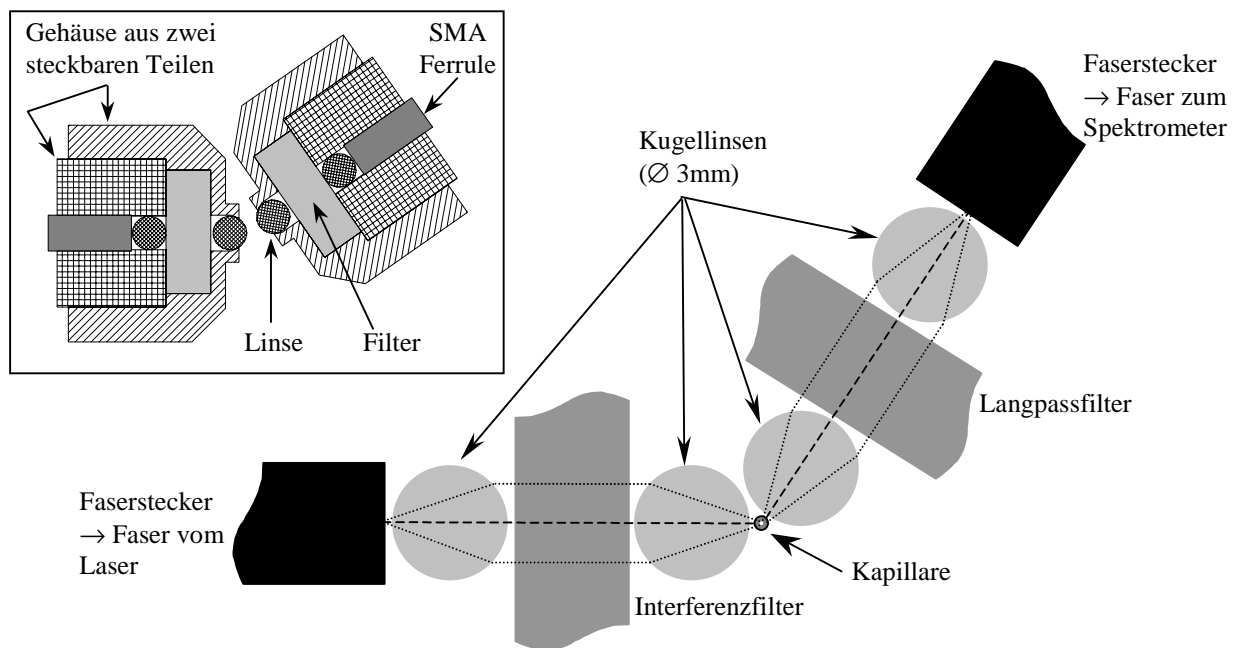 Gehäuse aus zwei
steckbaren Teilen
SMA
Ferrule
Linse
Filter
Kugellinsen
(Ø 3mm)
Faserstecker
→ Faser zum
Spektrometer
Langpassfilter
Faserstecker
→ Faser vom
Laser
Kapillare
Interferenzfilter